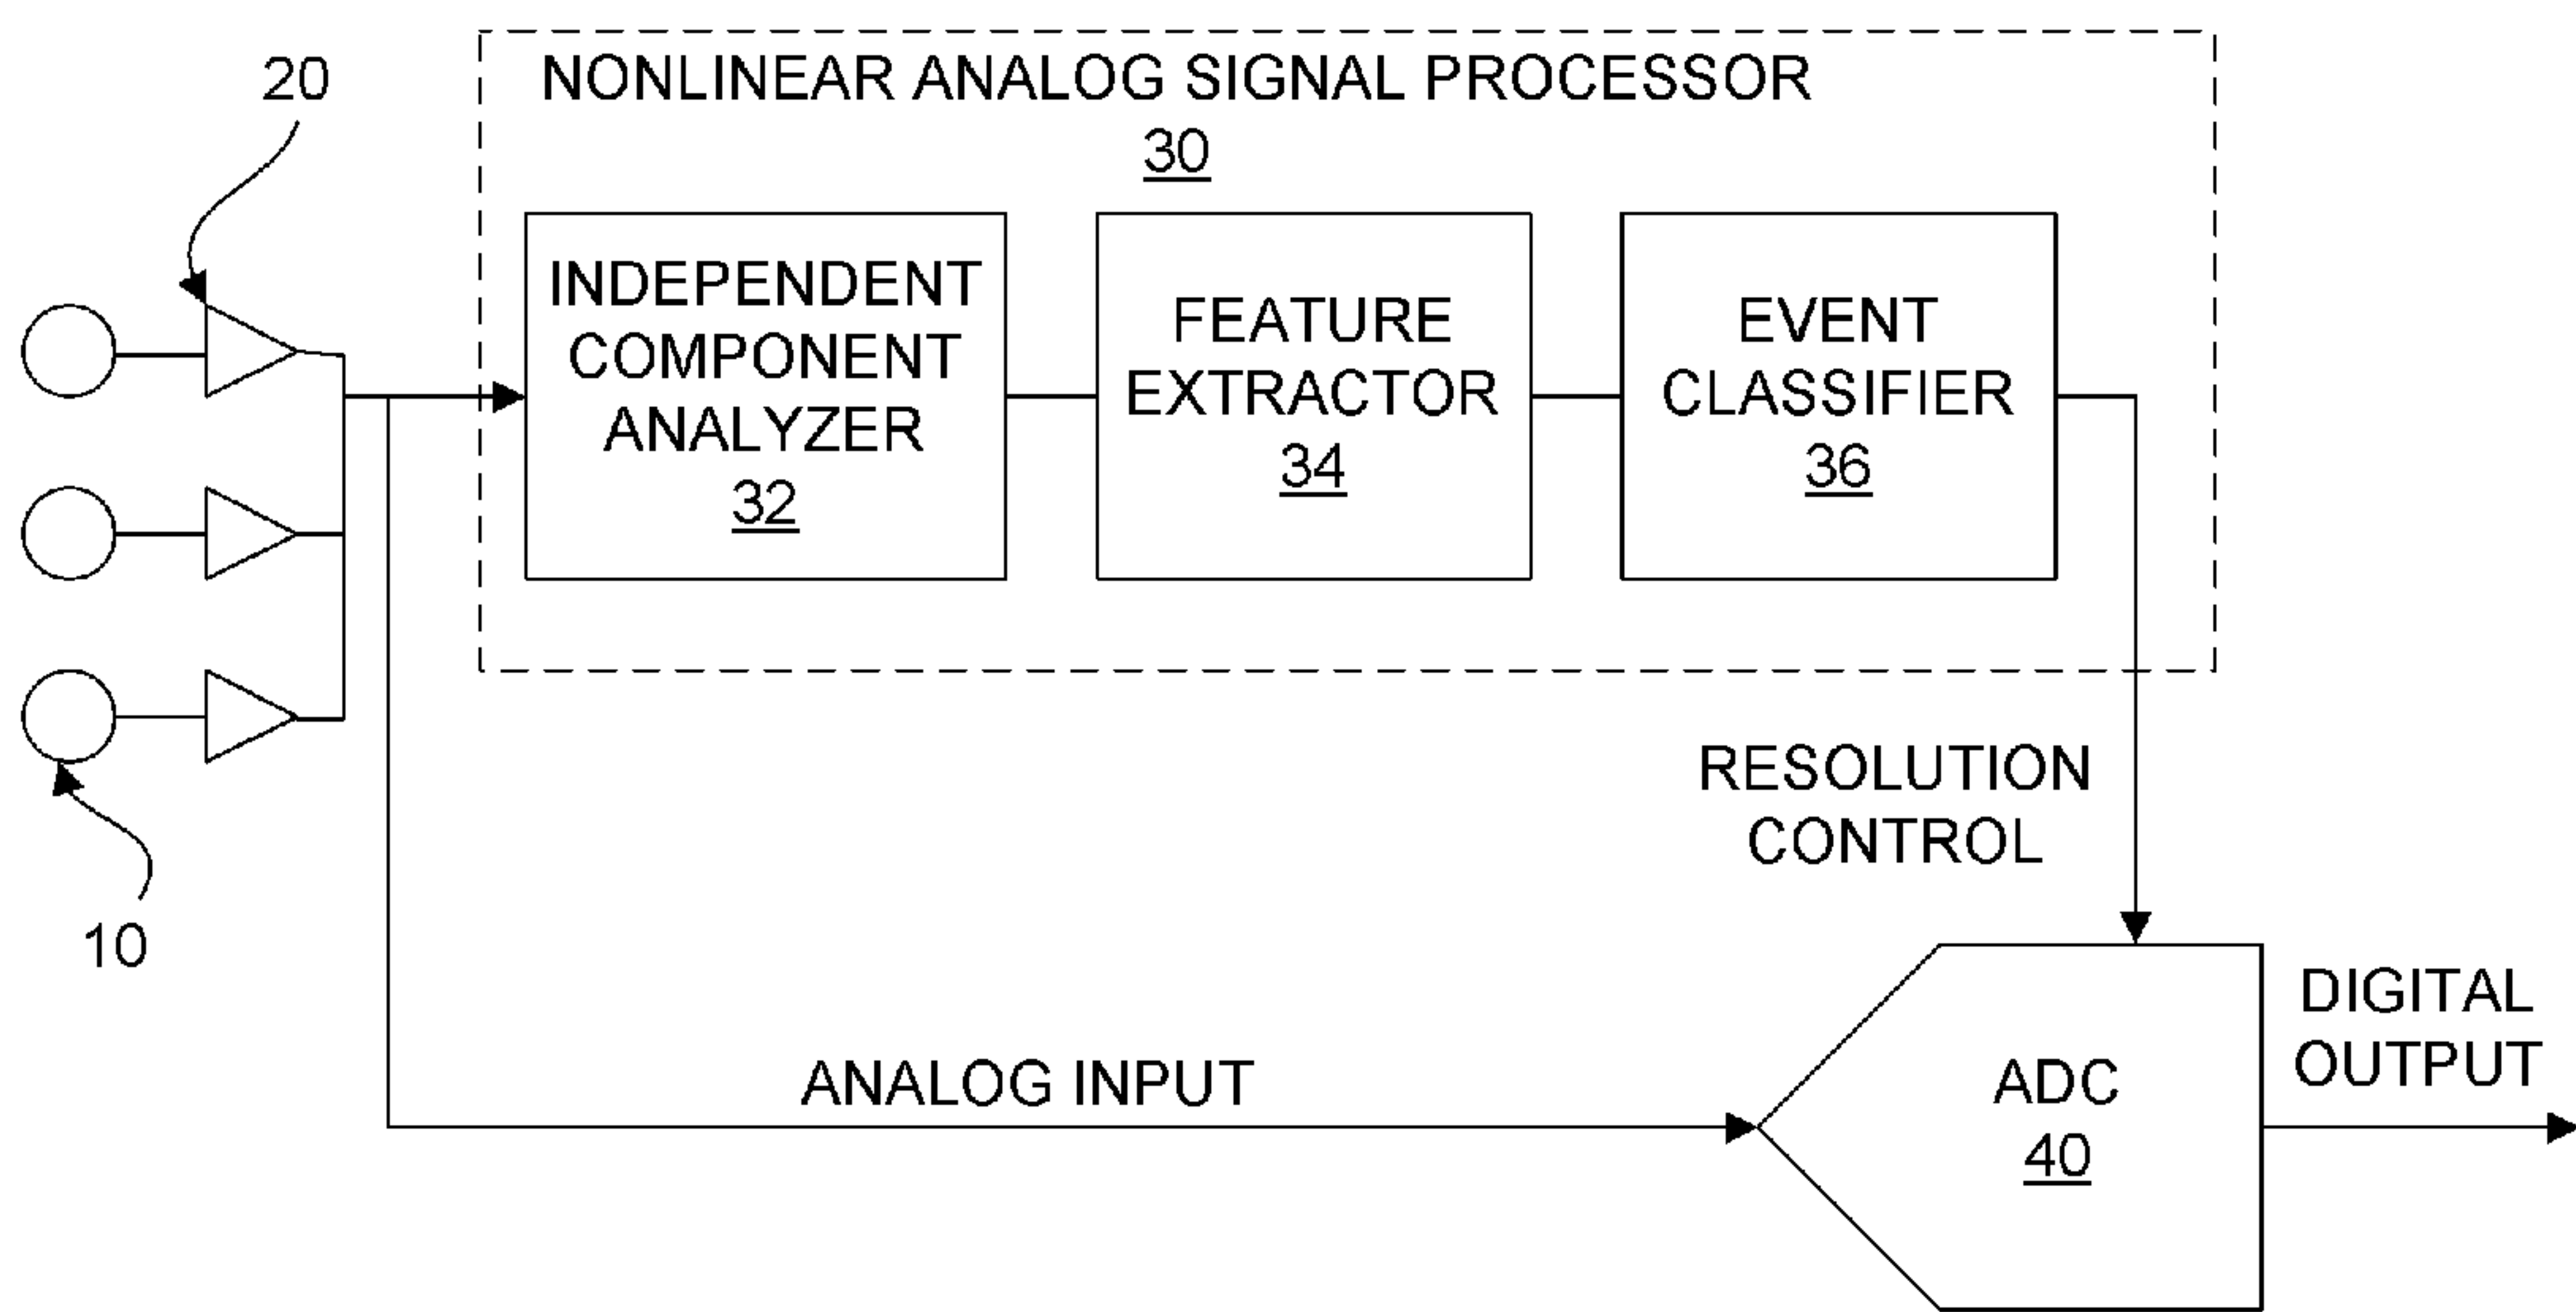 20
NONLINEAR ANALOG SIGNAL PROCESSOR
30
INDEPENDENT
COMPONENT
ANALYZER
32
FEATURE
EXTRACTOR
34
EVENT
CLASSIFIER
36
RESOLUTION
CONTROL
10
ANALOG INPUT
ADC
40
DIGITAL
OUTPUT